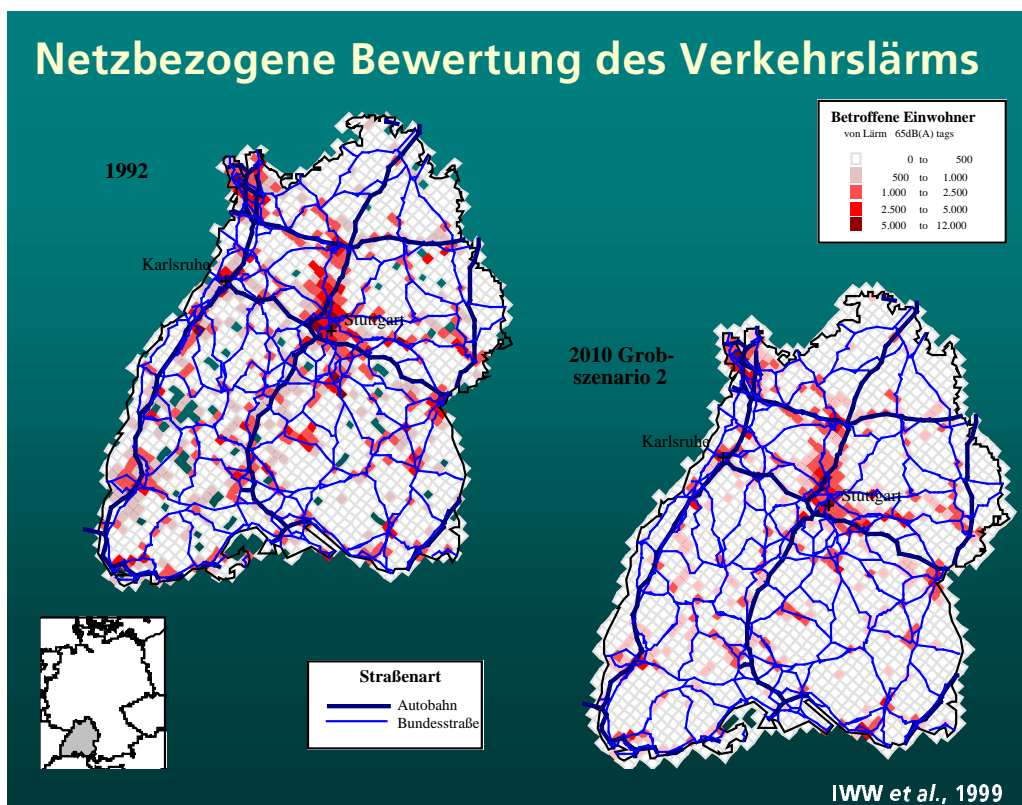 Netzbezogene Bewertung des Verkehrslärms
Betroffene Einwohner
von Lärm 65dB(A) tags
0 to 500
500 to 1.000
1.000 to 2.500
2.500 to 5.000
5.000 to 12.000
1992
Karlsruhe
Stuttgart
2010 Grob-
szenario 2
Karlsruhe
Stuttgart
Straßenart
Autobahn
Bundesstraße
IWW et al., 1999